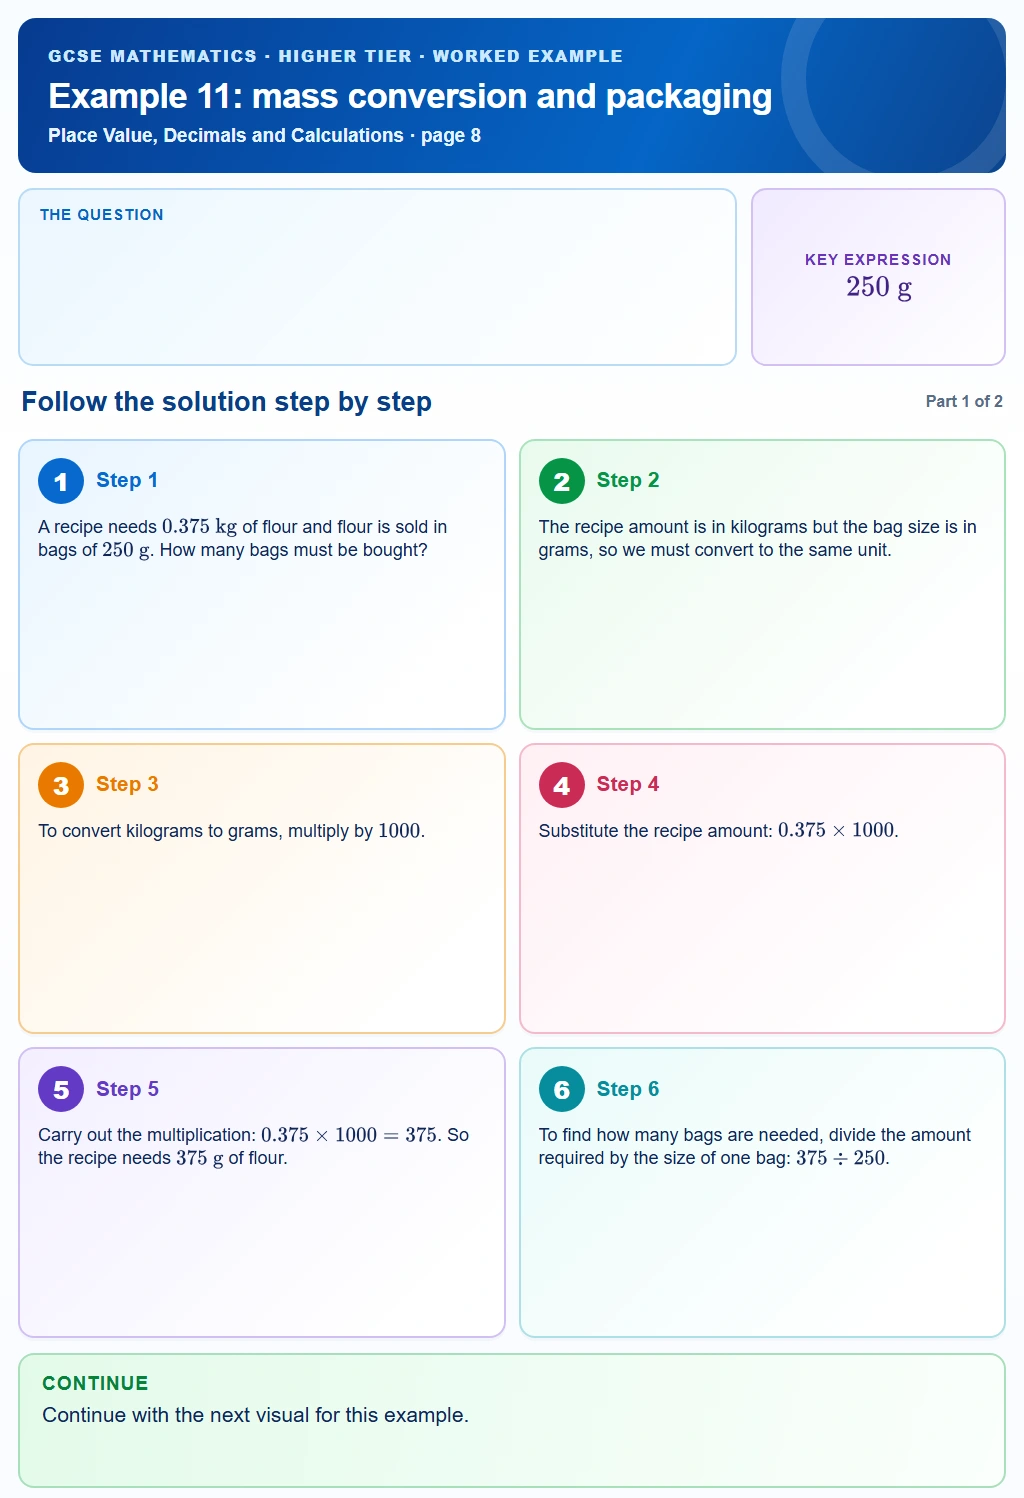 GCSE MATHEMATICS · HIGHER TIER · WORKED EXAMPLE
Example 11: mass conversion and packaging
Place Value, Decimals and Calculations · page 8
THE QUESTION
KEY EXPRESSION
250 g
Follow the solution step by step
Part 1 of 2
1 Step 1
A recipe needs 0.375 kg of flour and flour is sold in
bags of 250 g. How many bags must be bought?
2 Step 2
The recipe amount is in kilograms but the bag size is in
grams, so we must convert to the same unit.
3 Step 3
To convert kilograms to grams, multiply by 1000.
4 Step 4
Substitute the recipe amount: 0.375 × 1000.
5 Step 5
Carry out the multiplication: 0.375 × 1000 = 375. So
the recipe needs 375 g of flour.
6 Step 6
To find how many bags are needed, divide the amount
required by the size of one bag: 375 ÷ 250.
CONTINUE
Continue with the next visual for this example.